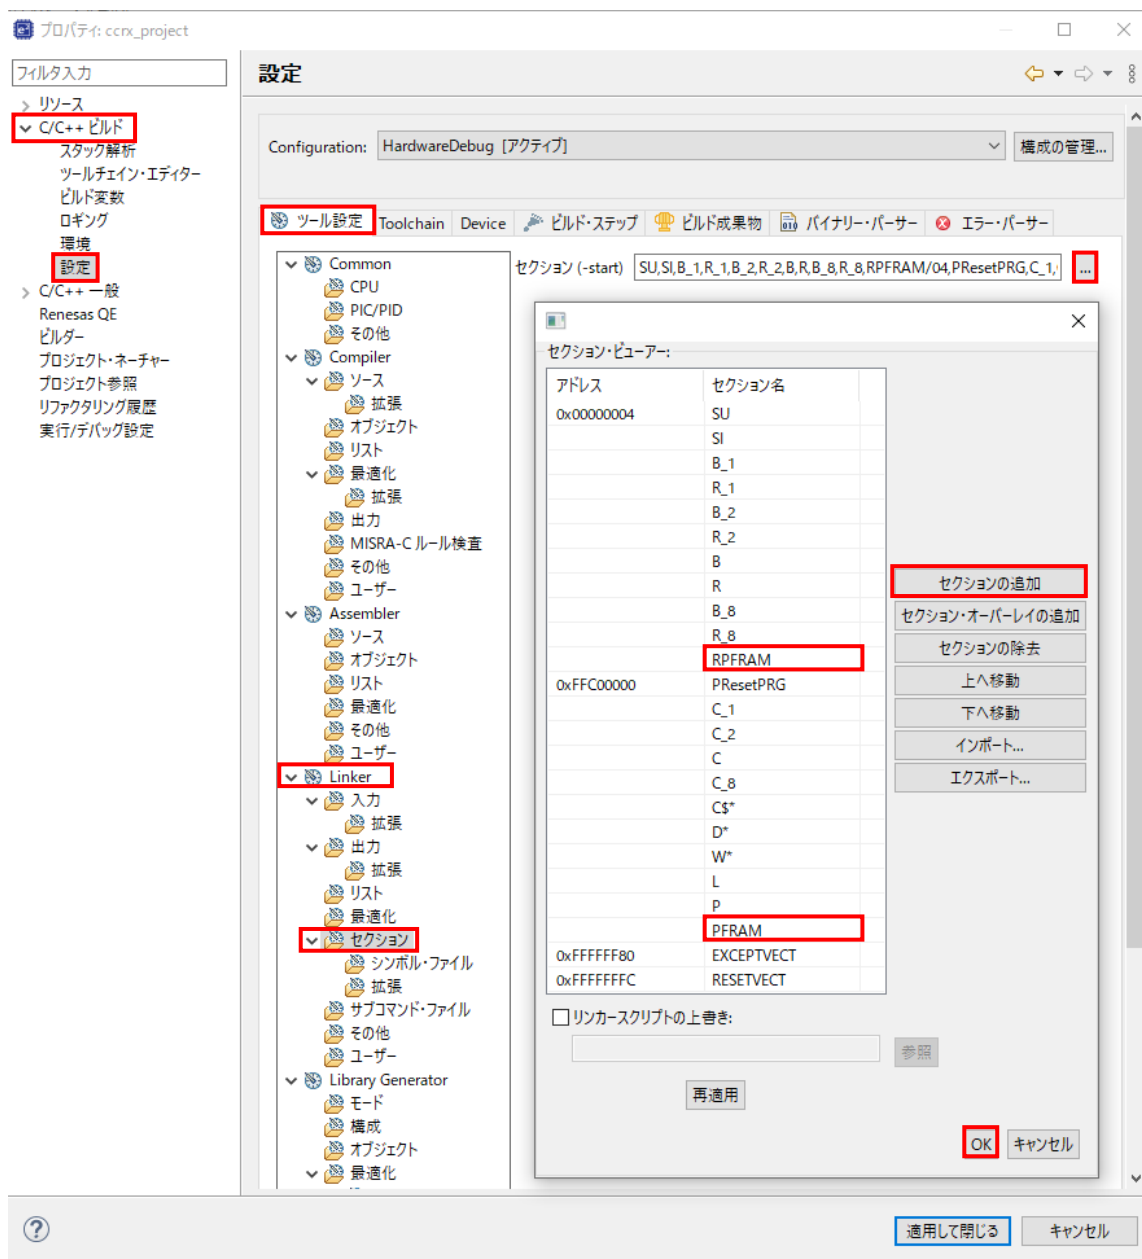 プロパティ: ccrx_project
フィルタ入力
設定
リソース
C/C++ ビルド
スタック解析
ツールチェイン・エディター
ビルド変数
ロギング
環境
設定
C/C++ 一般
Renesas QE
ビルダー
プロジェクト・ネーチャー
プロジェクト参照
リファクタリング履歴
実行/デバッグ設定
Configuration: HardwareDebug [アクティブ] 構成の管理...
ツール設定 Toolchain Device ビルド・ステップ ビルド成果物 バイナリー・パーサー エラー・パーサー
Common
CPU
PIC/PID
その他
Compiler
ソース
拡張
オブジェクト
リスト
最適化
拡張
出力
MISRA-C ルール検査
その他
ユーザー
Assembler
ソース
オブジェクト
リスト
最適化
その他
ユーザー
Linker
入力
拡張
出力
拡張
リスト
最適化
セクション
シンボル・ファイル
拡張
サブコマンド・ファイル
その他
ユーザー
Library Generator
モード
構成
オブジェクト
最適化
セクション (-start) SU,SI,B_1,R_1,B_2,R_2,B,R,B_8,R_8,RPFRAM/04,PResetPRG,C_1, ...
セクション・ビューアー:
アドレス セクション名
0x00000004 SU
SI
B_1
R_1
B_2
R_2
B
R
B_8
R_8
RPFRAM
0xFFC00000 PResetPRG
C_1
C_2
C
C_8
C$*
D*
W*
L
P
PFRAM
0xFFFFFF80 EXCEPTVECT
0xFFFFFFFC RESETVECT
セクションの追加
セクション・オーバーレイの追加
セクションの除去
上へ移動
下へ移動
インポート...
エクスポート...
リンカースクリプトの上書き:
参照
再適用
OK キャンセル
適用して閉じる キャンセル